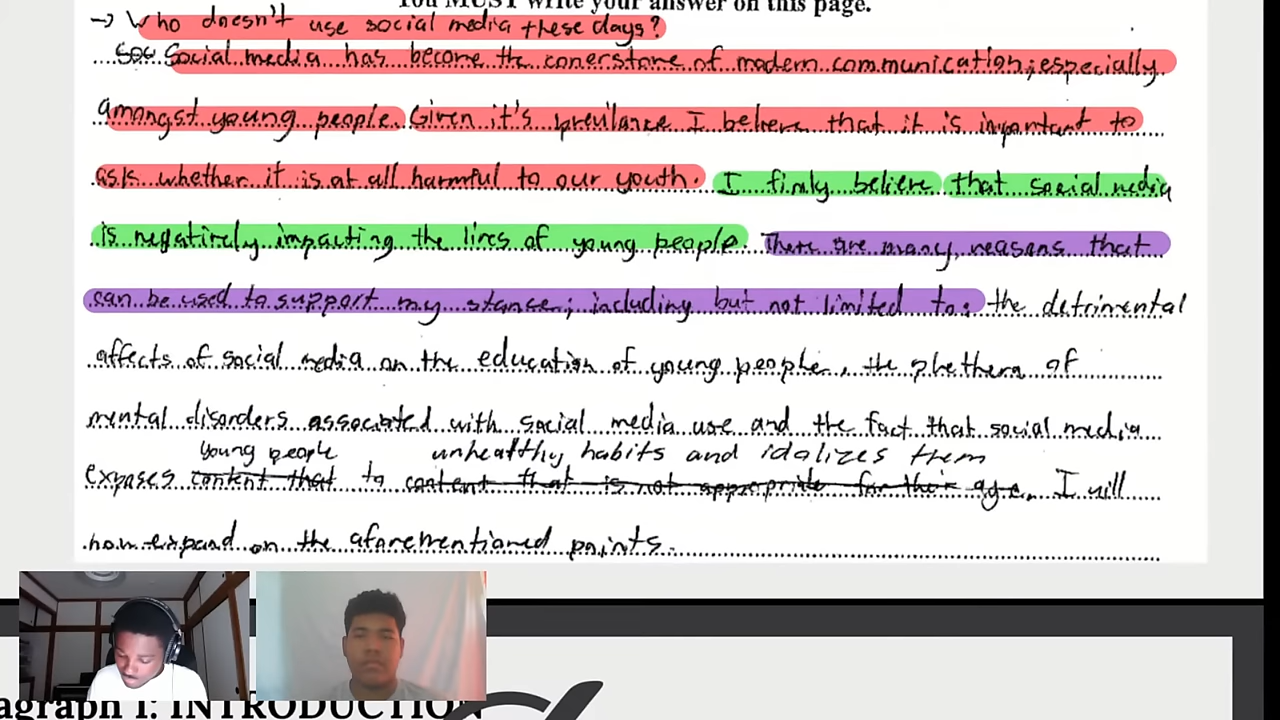 You MUST write your answer on this page.
→ Who doesn't use social media these days?
Social media has become the conerstone of modern communication; especially
amongst young people. Given it's previlance I believe that it is important to
ask whether it is at all harmful to our youth. I firmly believe that social media
is negatively impacting the lives of young people. There are many reasons that
can be used to support my stance; including but not limited to: the detrimental
affects of social media on the education of young people, the plethera of
mental disorders associated with social media use and the fact that social media
young people unhealthy habits and idalizes them
exposes content that to content that is not appropriate for their age. I will
now expand on the aforementioned points.
agraph 1: INTRODUCTION